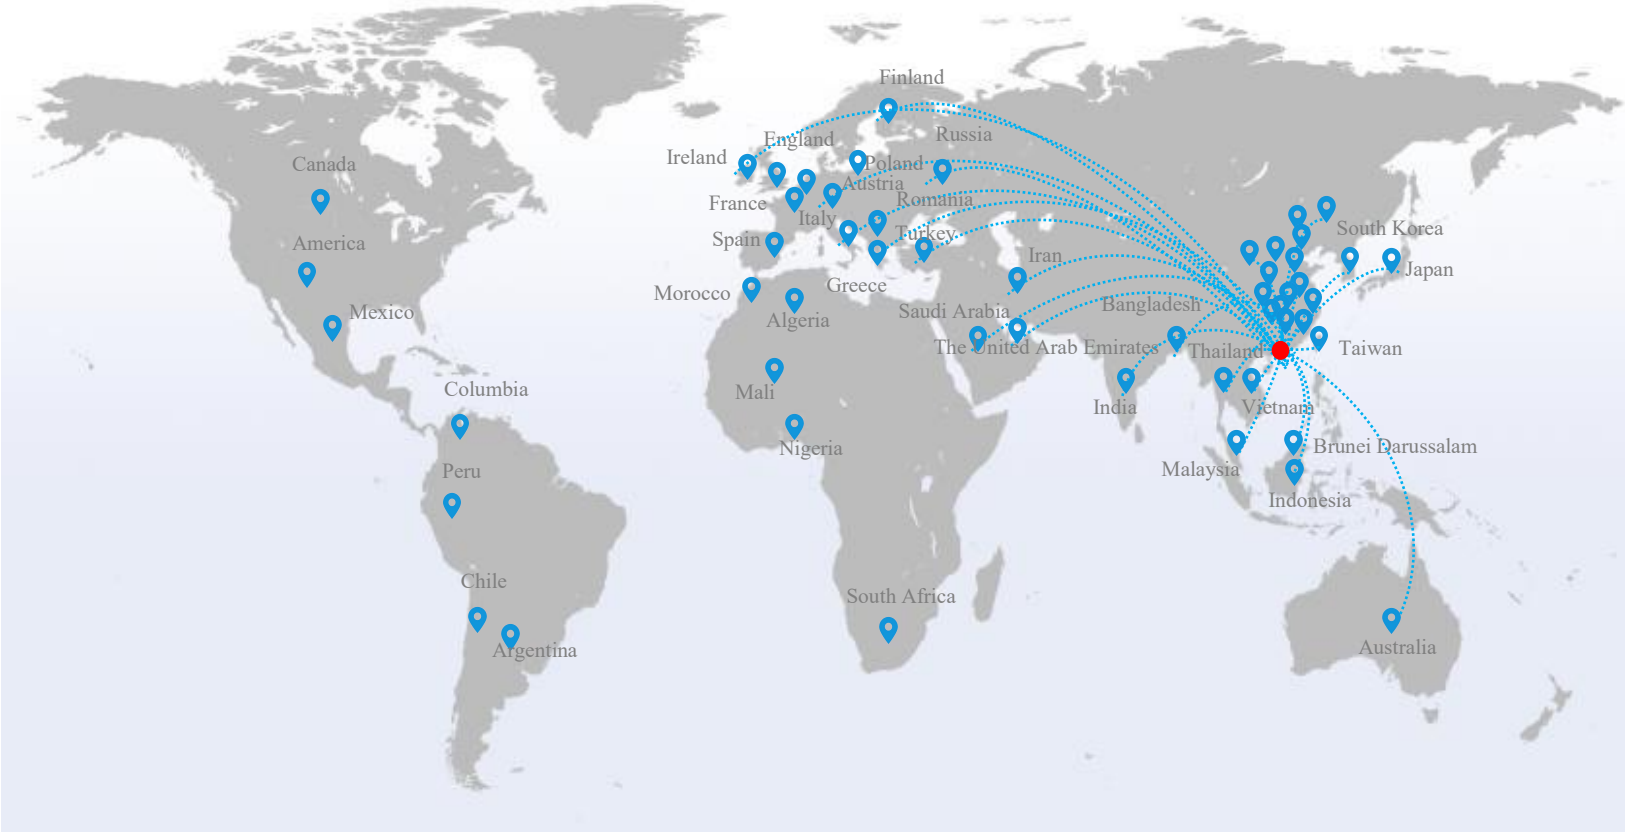 Finland
Russia
England
Ireland
Poland
Canada
Austria
France
Romania
Italy
South Korea
Turkey
Spain
America
Iran
Japan
Greece
Morocco
Bangladesh
Saudi Arabia
Mexico
Algeria
The United Arab Emirates
Thailand
Taiwan
Columbia
Mali
India
Vietnam
Nigeria
Brunei Darussalam
Peru
Malaysia
Indonesia
Chile
South Africa
Argentina
Australia